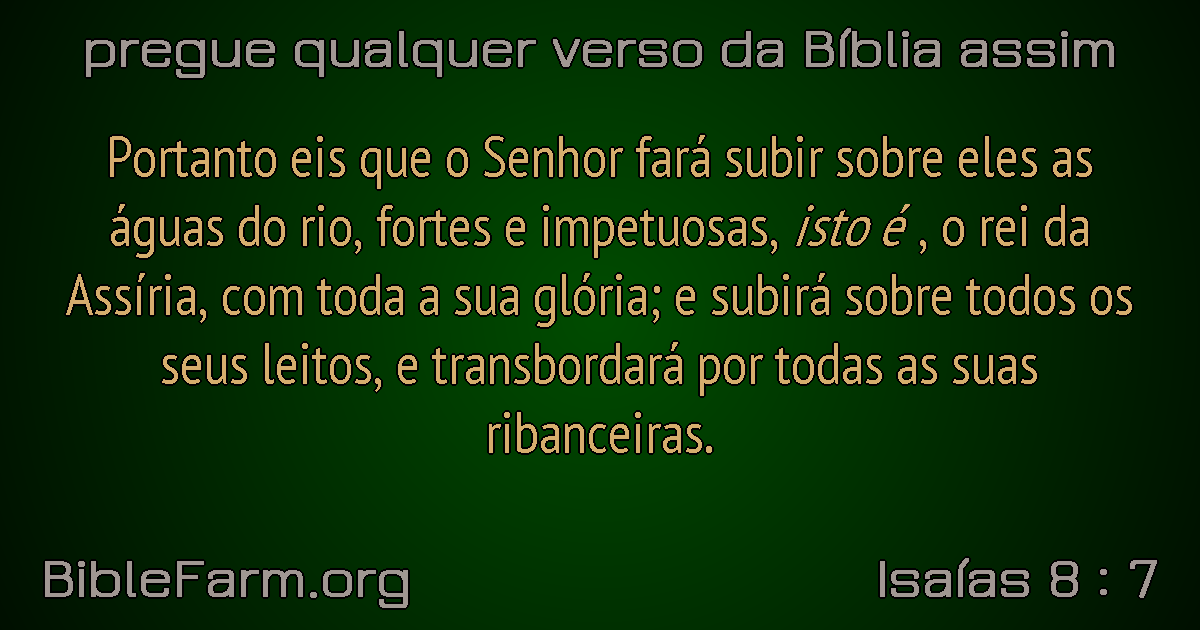 pregue qualquer verso da Bíblia assim
Portanto eis que o Senhor fará subir sobre eles as
águas do rio, fortes e impetuosas, isto é , o rei da
Assíria, com toda a sua glória; e subirá sobre todos os
seus leitos, e transbordará por todas as suas
ribanceiras.
BibleFarm.org
Isaías 8 : 7